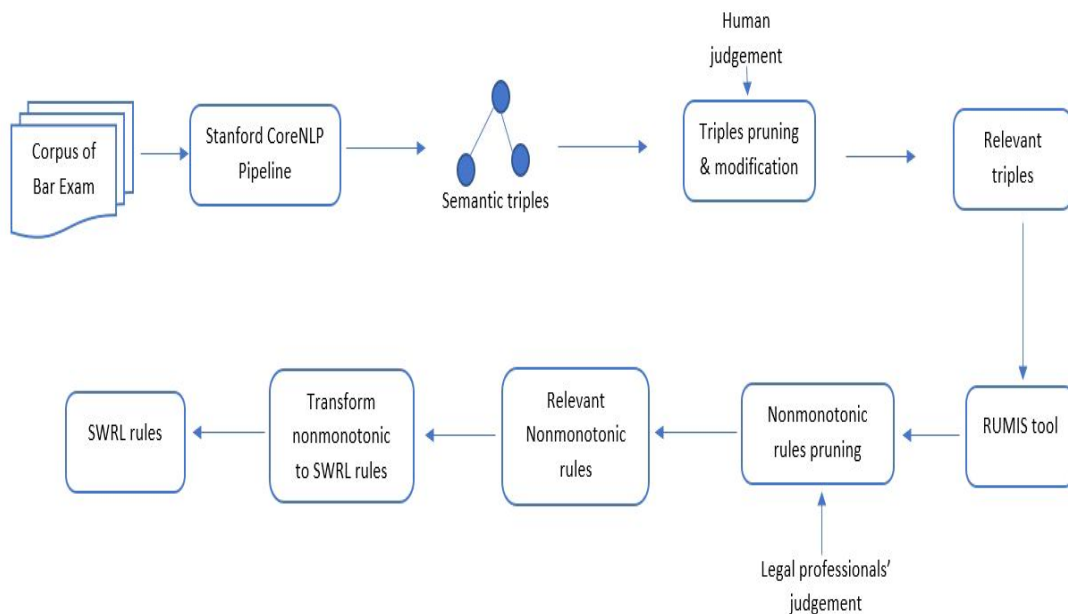 Human
judgement
Corpus of
Bar Exam
Stanford CoreNLP
Pipeline
Semantic triples
Triples pruning
& modification
Relevant
triples
SWRL rules
Transform
nonmonotonic
to SWRL rules
Relevant
Nonmonotonic
rules
Nonmonotonic
rules pruning
RUMIS tool
Legal professionals’
judgement